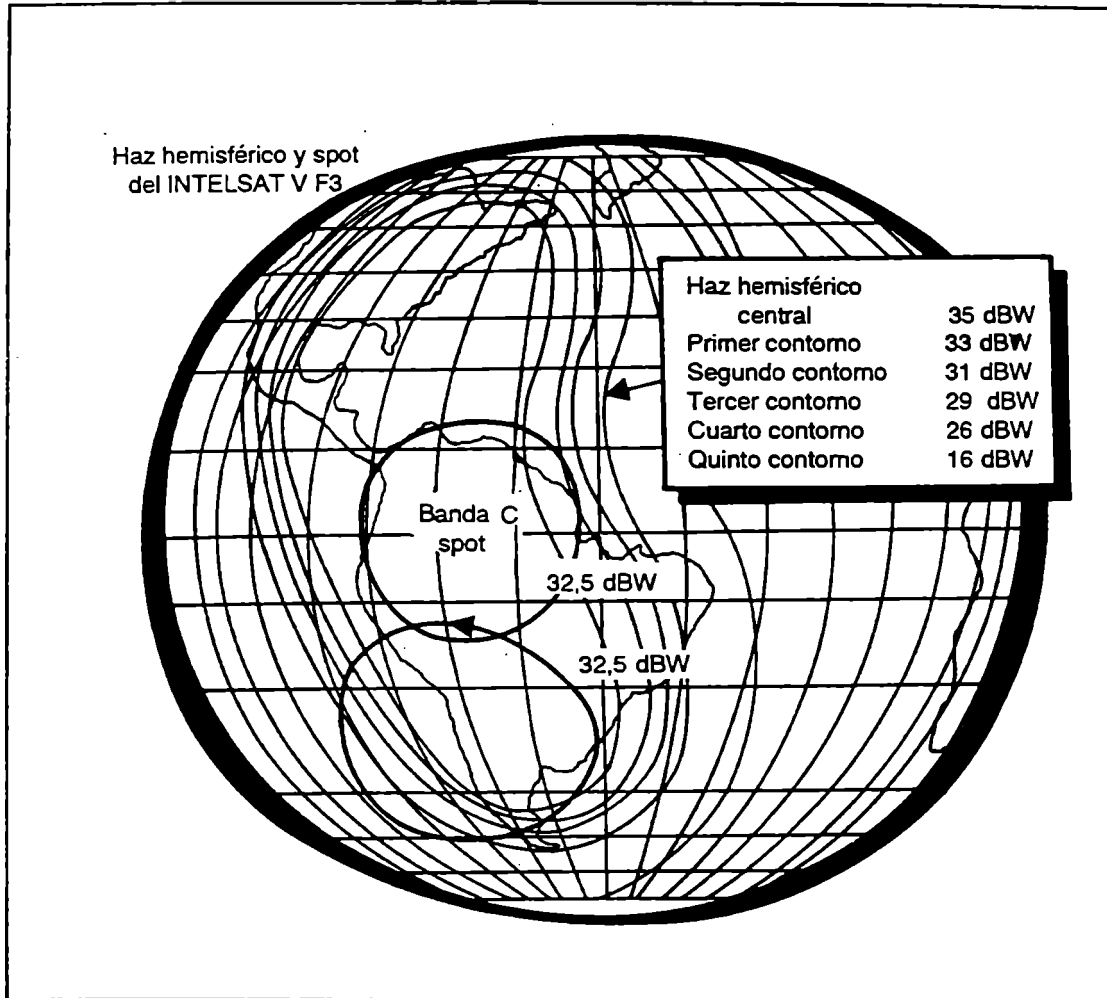 Haz hemisférico y spot
del INTELSAT V F3
Haz hemisférico
central 35 dBW
Primer contorno 33 dBW
Segundo contorno 31 dBW
Tercer contorno 29 dBW
Cuarto contorno 26 dBW
Quinto contorno 16 dBW
Banda C
spot
32,5 dBW
32,5 dBW